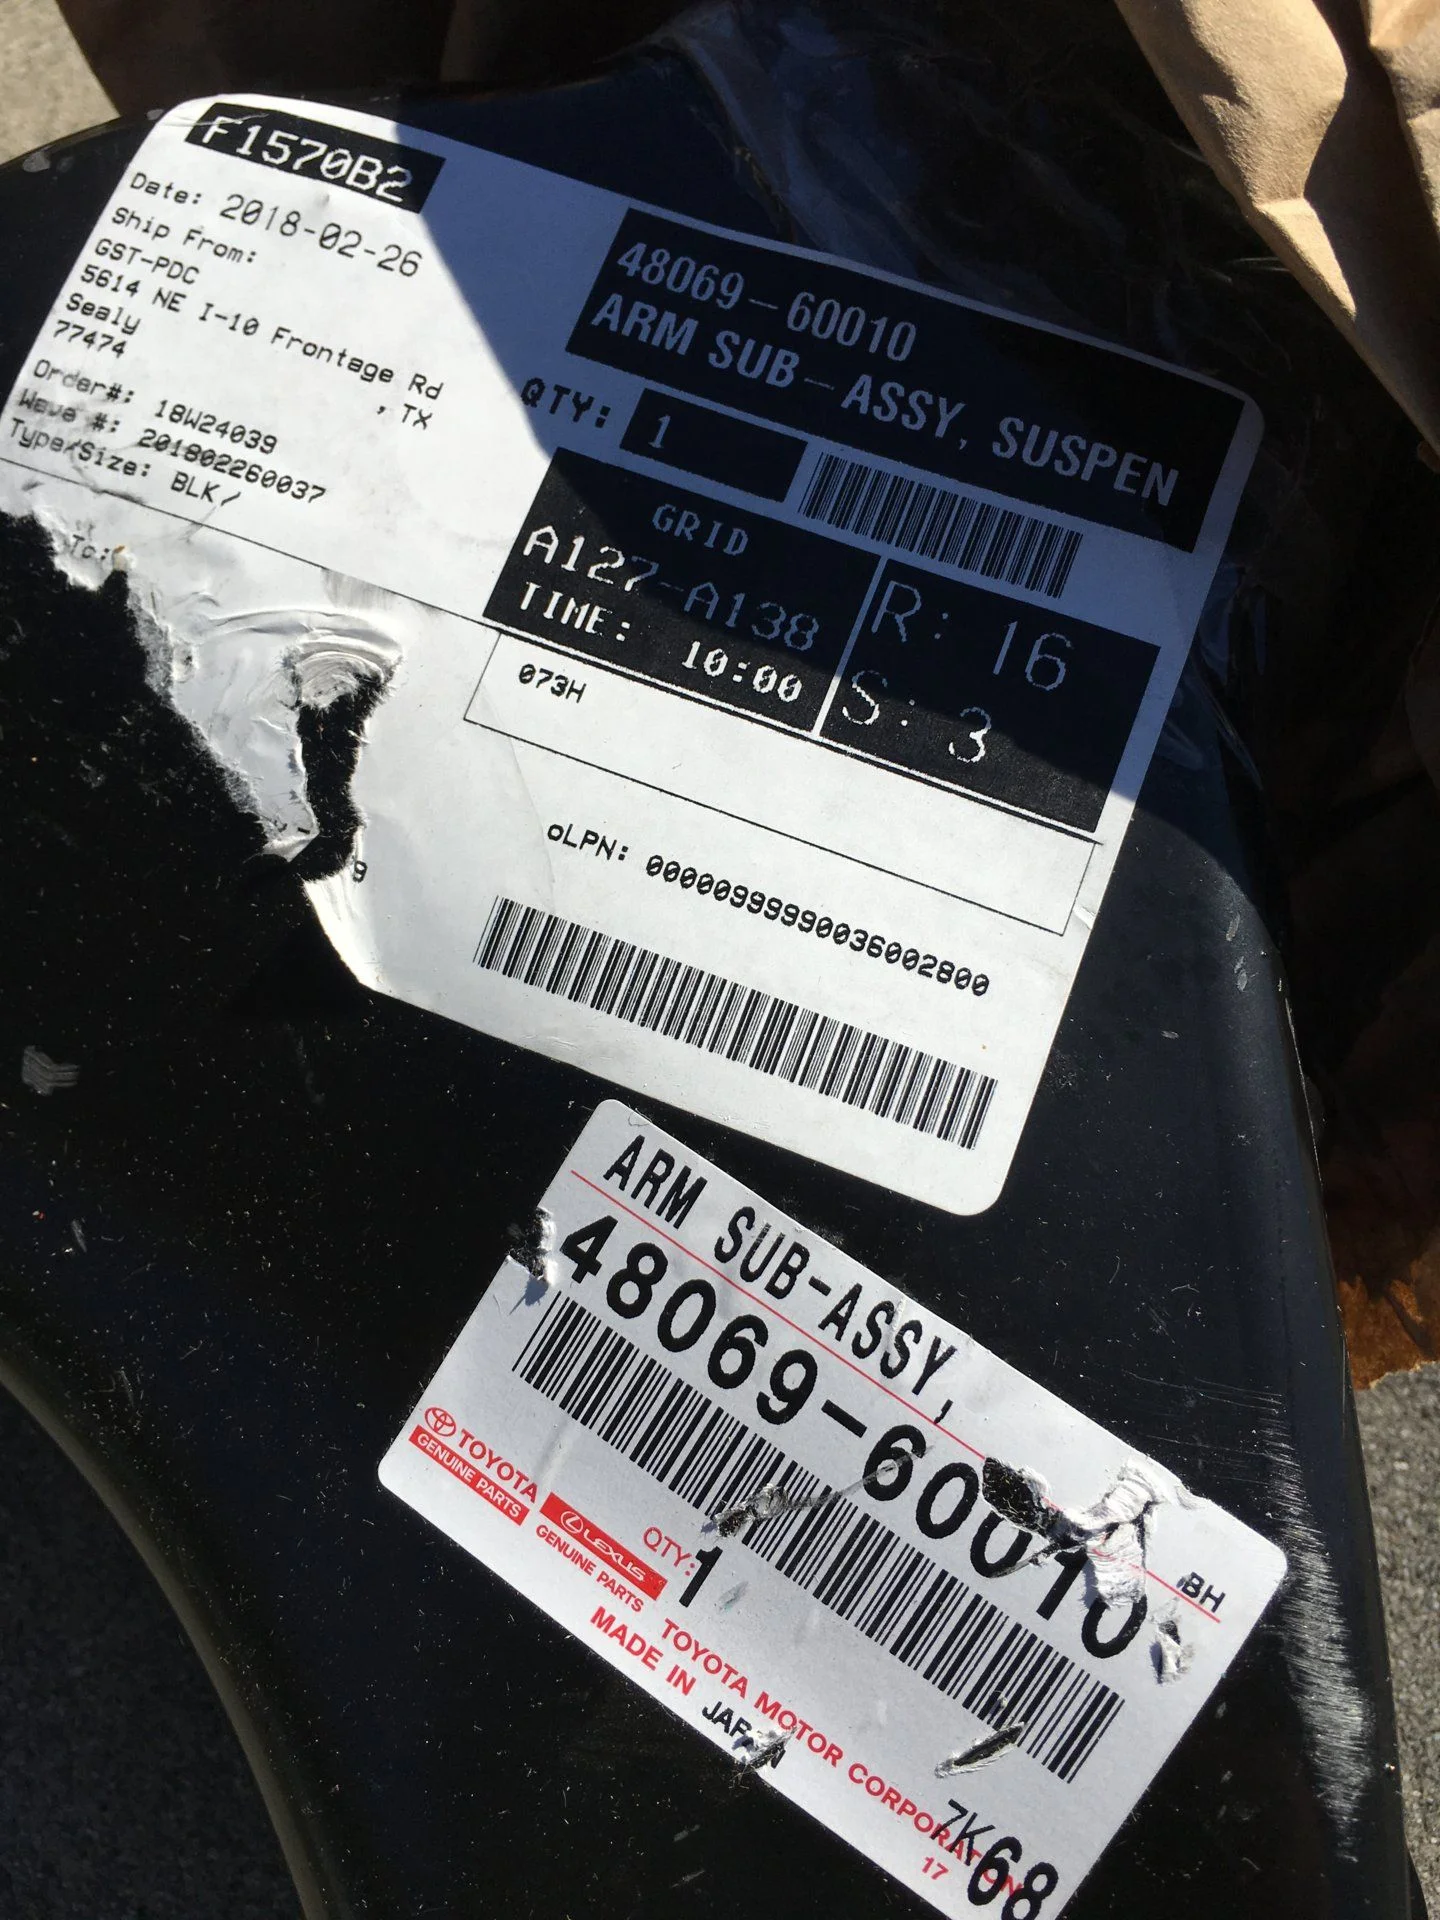 F1570B2
Date: 2018-02-26
Ship From:
GST-PDC
5614 NE I-10 Frontage Rd
Sealy , TX
77474
Order#: 18W24039
Wave #: 201802260037
Type/Size: BLK/
To:
9
48069-60010
ARM SUB-ASSY, SUSPEN
QTY: 1
GRID
A127-A138
TIME: 10:00
R: 16
S: 3
073H
oLPN: 00000999990036002800
ARM SUB-ASSY,
48069-60010
BH
TOYOTA
GENUINE PARTS
LEXUS
GENUINE PARTS
QTY: 1
TOYOTA MOTOR CORPORATION
MADE IN JAPAN
17
7K68